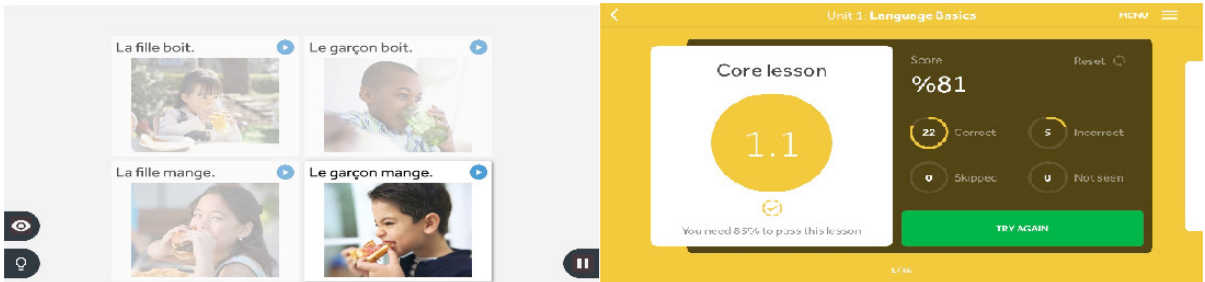 La fille boit.
Le garçon boit.
La fille mange.
Le garçon mange.
Unit 1: Language Basics
MENU
Core lesson
1.1
You need 85% to pass this lesson
Score
Reset
%81
22 Correct
5 Incorrect
0 Skipped
0 Not seen
TRY AGAIN